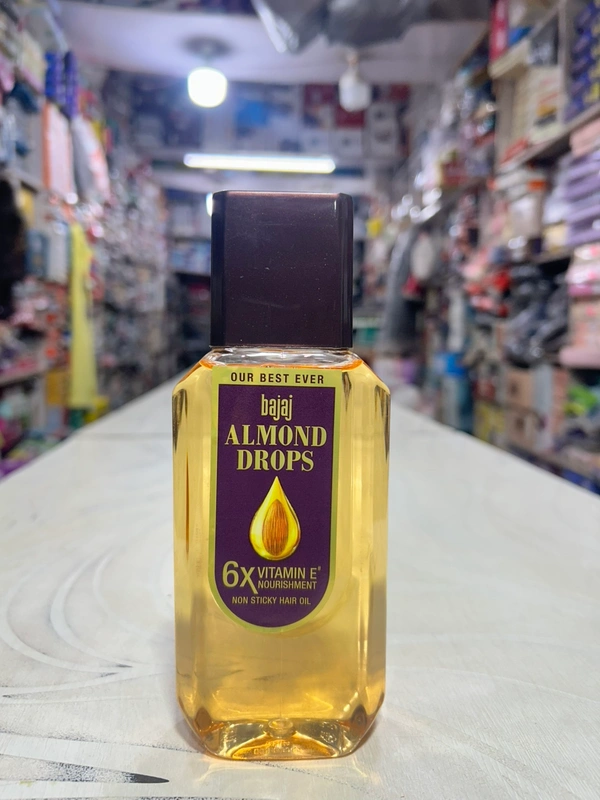 OUR BEST EVER
bajaj
ALMOND
DROPS
6X VITAMIN E*
NOURISHMENT
NON STICKY HAIR OIL